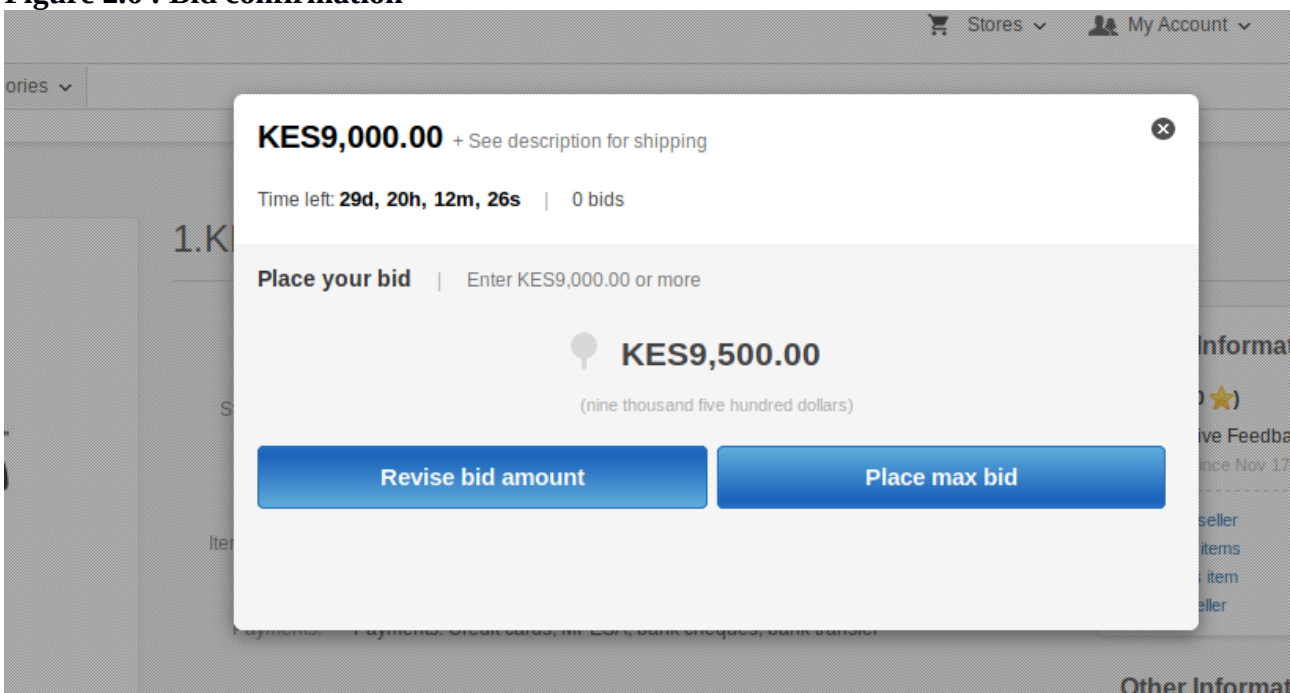 Figure 2.6 : Bid confirmation
Stores My Account
ories
KES9,000.00 + See description for shipping
Time left: 29d, 20h, 12m, 26s | 0 bids
1.K
Place your bid | Enter KES9,000.00 or more
KES9,500.00
nformat
(nine thousand five hundred dollars)
S
)
ive Feedba
nce Nov 17
Revise bid amount
Place max bid
seller
Iter
items
item
eller
Payments: Payments: Credit cards, MPESA, bank cheques, bank transfer
Other Informat